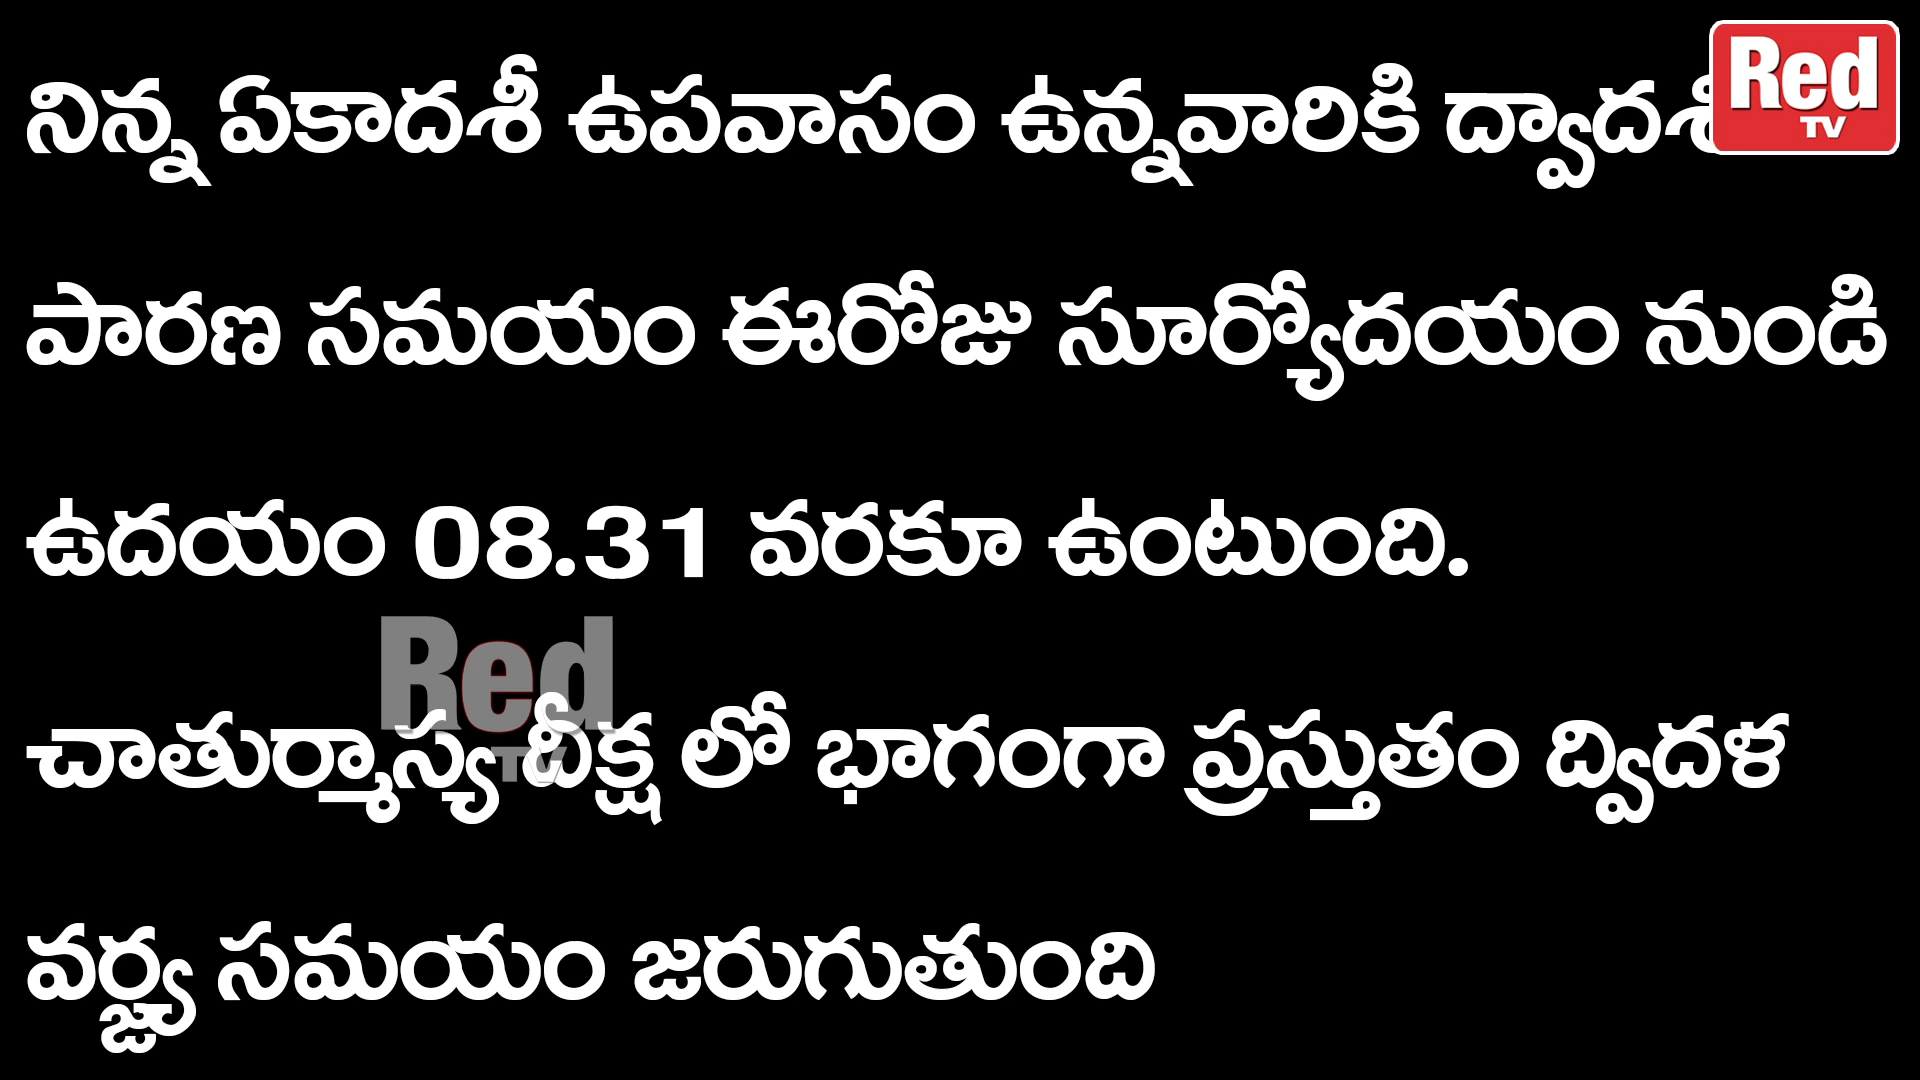 నిన్న ఏకాదశీ ఉపవాసం ఉన్నవారికి ద్వాదశి
Red
TV
పారణ సమయం ఈరోజు సూర్యోదయం నుండి
ఉదయం 08.31 వరకూ ఉంటుంది.
Red
TV
చాతుర్మాస్య దీక్ష లో భాగంగా ప్రస్తుతం ద్విదళ
వర్జ్య సమయం జరుగుతుంది